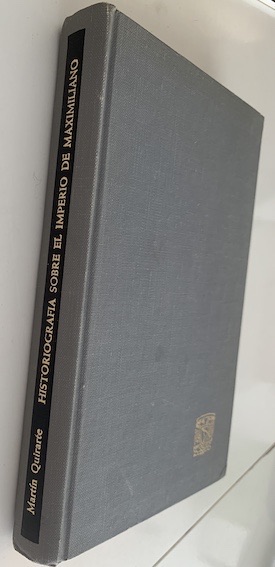 Martín Quirarte HISTORIOGRAFIA SOBRE EL IMPERIO DE MAXIMILIANO